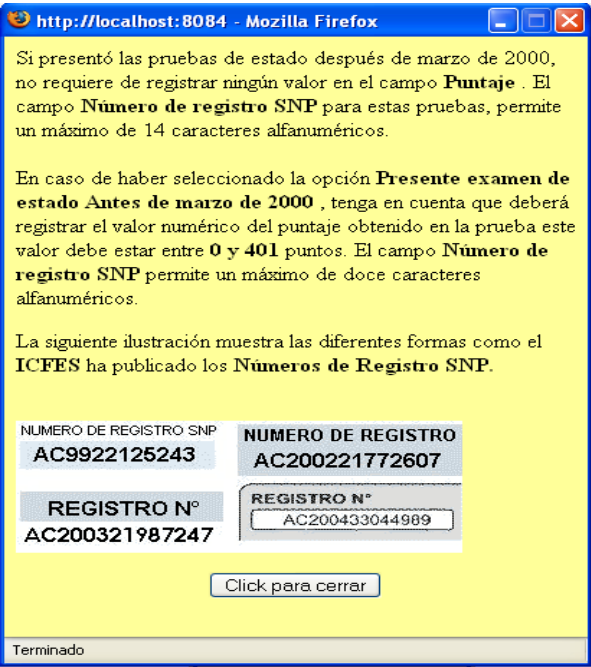 http://localhost:8084 - Mozilla Firefox
Si presentó las pruebas de estado después de marzo de 2000,
no requiere de registrar ningún valor en el campo Puntaje . El
campo Número de registro SNP para estas pruebas, permite
un máximo de 14 caracteres alfanuméricos.
En caso de haber seleccionado la opción Presente examen de
estado Antes de marzo de 2000 , tenga en cuenta que deberá
registrar el valor numérico del puntaje obtenido en la prueba este
valor debe estar entre 0 y 401 puntos. El campo Número de
registro SNP permite un máximo de doce caracteres
alfanuméricos.
La siguiente ilustración muestra las diferentes formas como el
ICFES ha publicado los Números de Registro SNP.
NUMERO DE REGISTRO SNP
AC9922125243
NUMERO DE REGISTRO
AC200221772607
REGISTRO N°
AC200321987247
REGISTRO N°
AC200433044989
Click para cerrar
Terminado